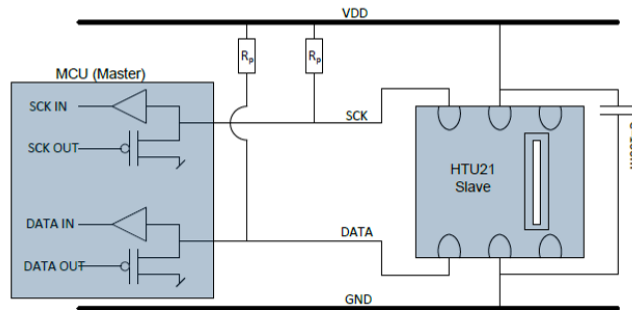 VDD
MCU (Master)
Rp
Rp
SCK IN
SCK
SCK OUT
HTU21
Slave
DATA IN
DATA
DATA OUT
GND